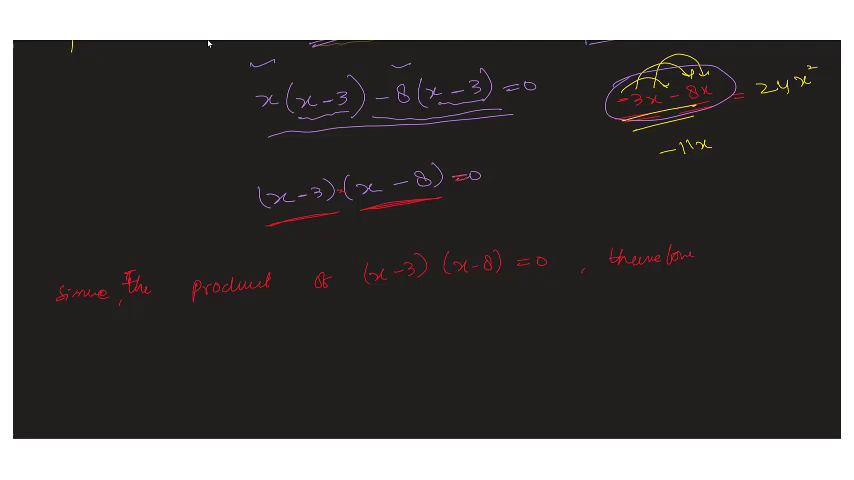 x(x-3) -8(x-3) = 0
-3x - 8x = 24x²
-11x
(x-3)·(x-8) = 0
Since, the product of (x-3) (x-8) = 0, therefore